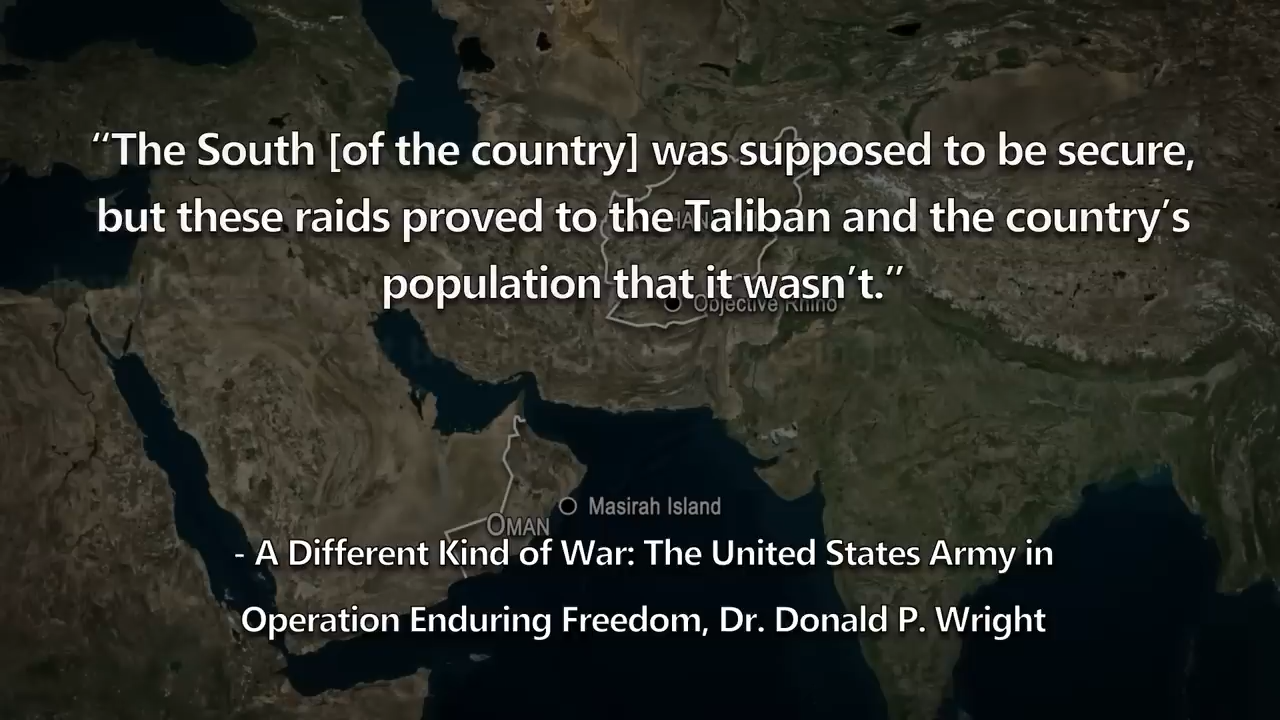 “The South [of the country] was supposed to be secure,
but these raids proved to the Taliban and the country’s
population that it wasn’t.”
Objective Rhino
Masirah Island
OMAN
- A Different Kind of War: The United States Army in
Operation Enduring Freedom, Dr. Donald P. Wright